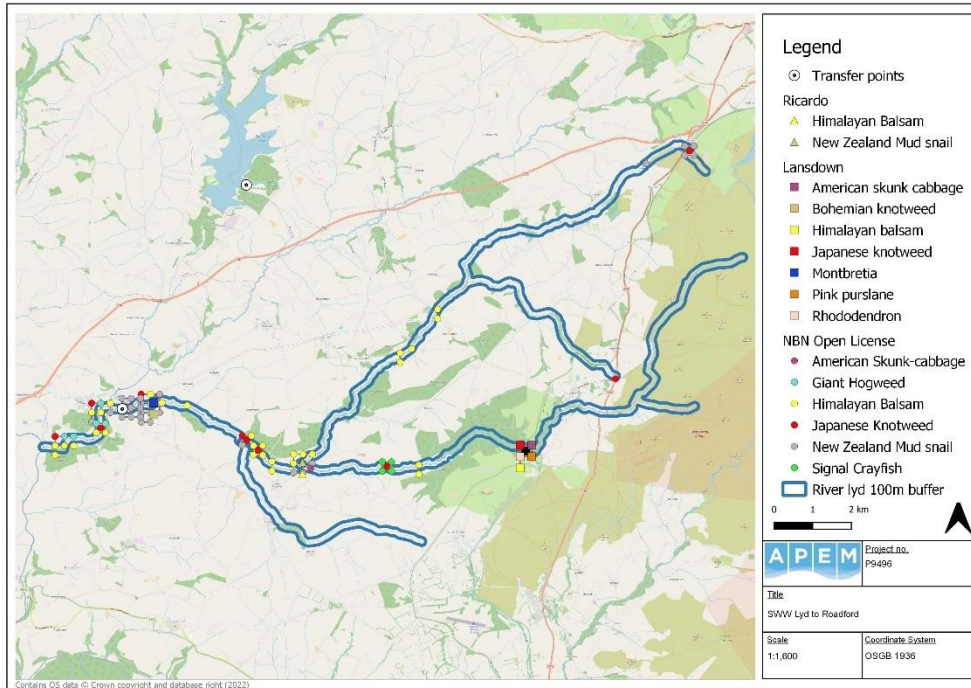 Legend
Transfer points
Ricardo
Himalayan Balsam
New Zealand Mud snail
Lansdown
American skunk cabbage
Bohemian knotweed
Himalayan balsam
Japanese knotweed
Montbretia
Pink purslane
Rhododendron
NBN Open License
American Skunk-cabbage
Giant Hogweed
Himalayan Balsam
Japanese Knotweed
New Zealand Mud snail
Signal Crayfish
River lyd 100m buffer
0 1 2 km
APEM
Project no.
P9496
Title
SWW Lyd to Roadford
Scale
1:1,600
Coordinate System
OSGB 1936
Contains OS data © Crown copyright and database right (2022)